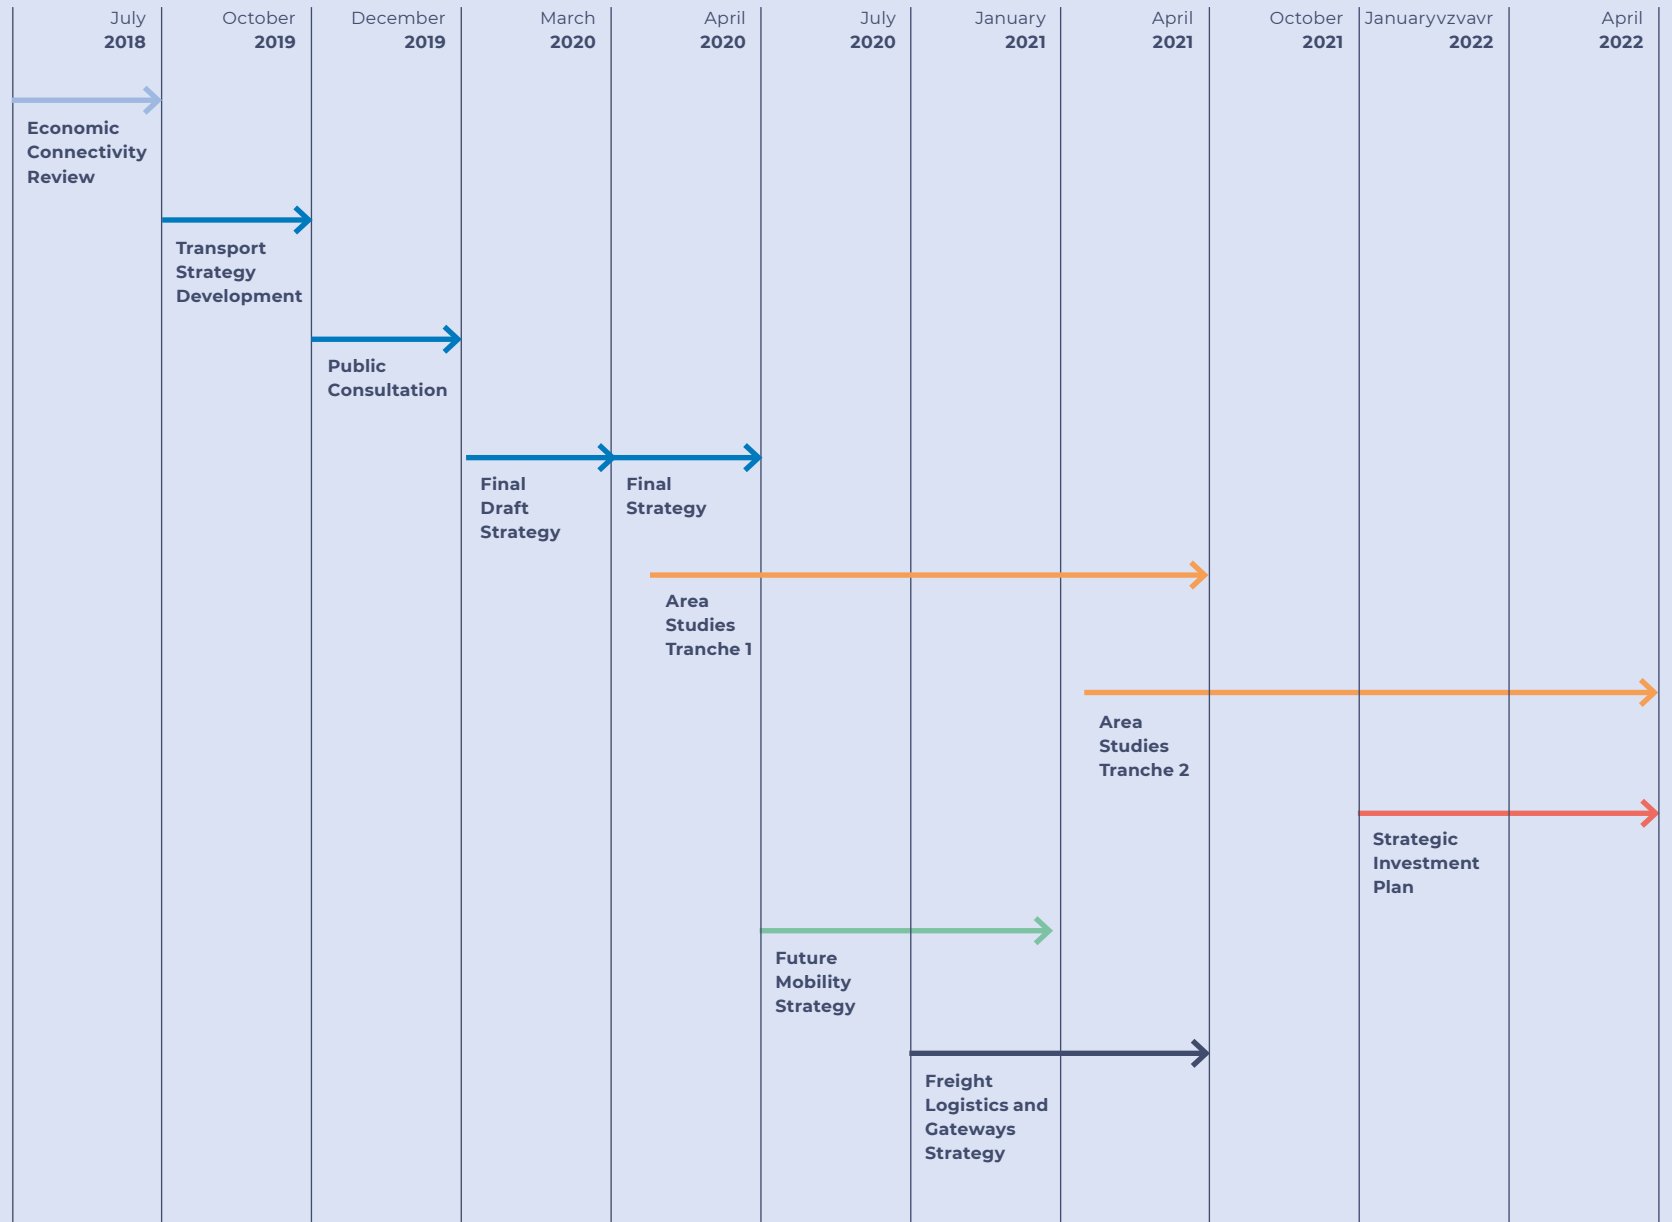 July
2018
October
2019
December
2019
March
2020
April
2020
July
2020
January
2021
April
2021
October
2021
Januaryvzvavr
2022
April
2022
Economic
Connectivity
Review
Transport
Strategy
Development
Public
Consultation
Final
Draft
Strategy
Final
Strategy
Area
Studies
Tranche 1
Area
Studies
Tranche 2
Strategic
Investment
Plan
Future
Mobility
Strategy
Freight
Logistics and
Gateways
Strategy